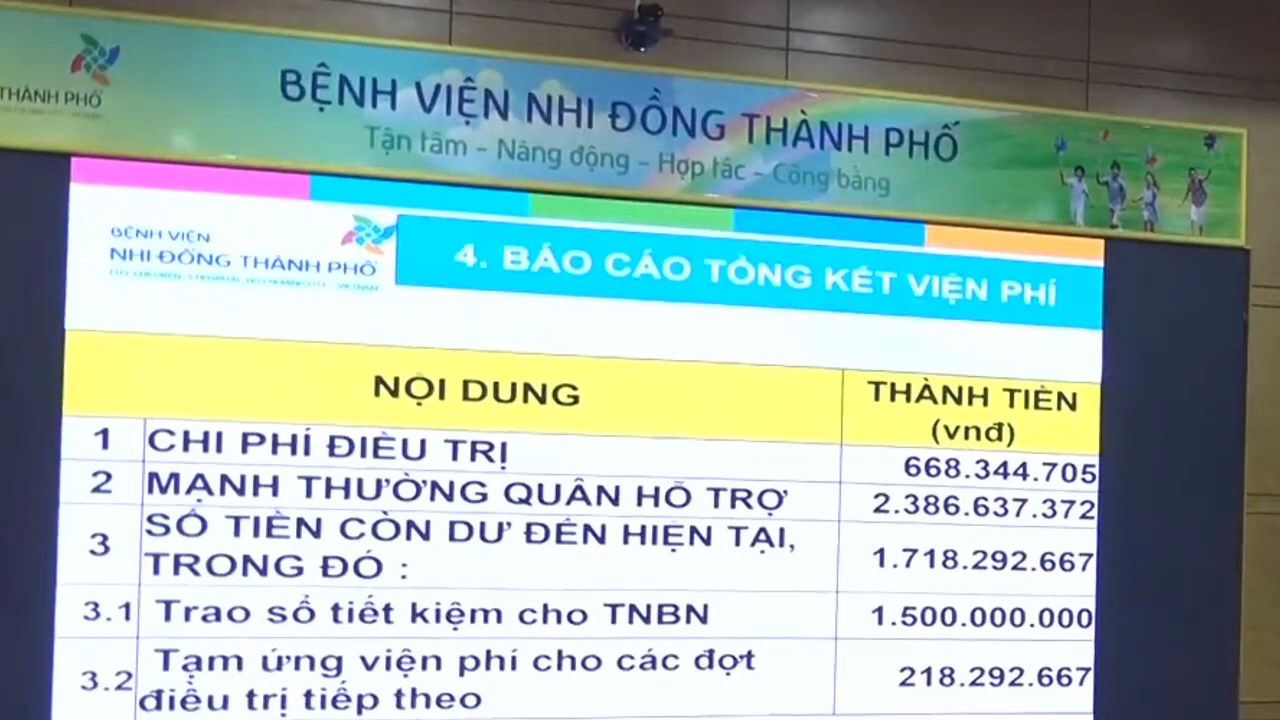 THÀNH PHỐ
BỆNH VIỆN NHI ĐỒNG THÀNH PHỐ
Tận tâm – Năng động – Hợp tác – Công bằng
BỆNH VIỆN
NHI ĐỒNG THÀNH PHỐ
4. BÁO CÁO TỔNG KẾT VIỆN PHÍ
NỘI DUNG
THÀNH TIỀN
(vnđ)
1 CHI PHÍ ĐIỀU TRỊ 668.344.705
2 MẠNH THƯỜNG QUÂN HỖ TRỢ 2.386.637.372
3 SỐ TIỀN CÒN DƯ ĐẾN HIỆN TẠI,
TRONG ĐÓ : 1.718.292.667
3.1 Trao sổ tiết kiệm cho TNBN 1.500.000.000
3.2 Tạm ứng viện phí cho các đợt
điều trị tiếp theo 218.292.667